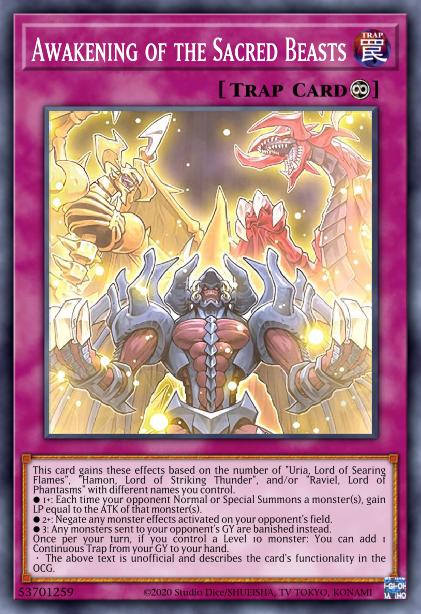 AWAKENING OF THE SACRED BEASTS
TRAP
罠
[TRAP CARD]
This card gains these effects based on the number of "Uria, Lord of Searing
Flames", "Hamon, Lord of Striking Thunder", and/or "Raviel, Lord of
Phantasms" with different names you control.
● 1+: Each time your opponent Normal or Special Summons a monster(s), gain
LP equal to the ATK of that monster(s).
● 2+: Negate any monster effects activated on your opponent's field.
● 3: Any monsters sent to your opponent's GY are banished instead.
Once per turn, if you control a Level 10 monster: You can add 1
Continuous Trap from your GY to your hand.
· The above text is unofficial and describes the card's functionality in the
OCG.
53701259
©2020 Studio Dice/SHUEISHA, TV TOKYO, KONAMI